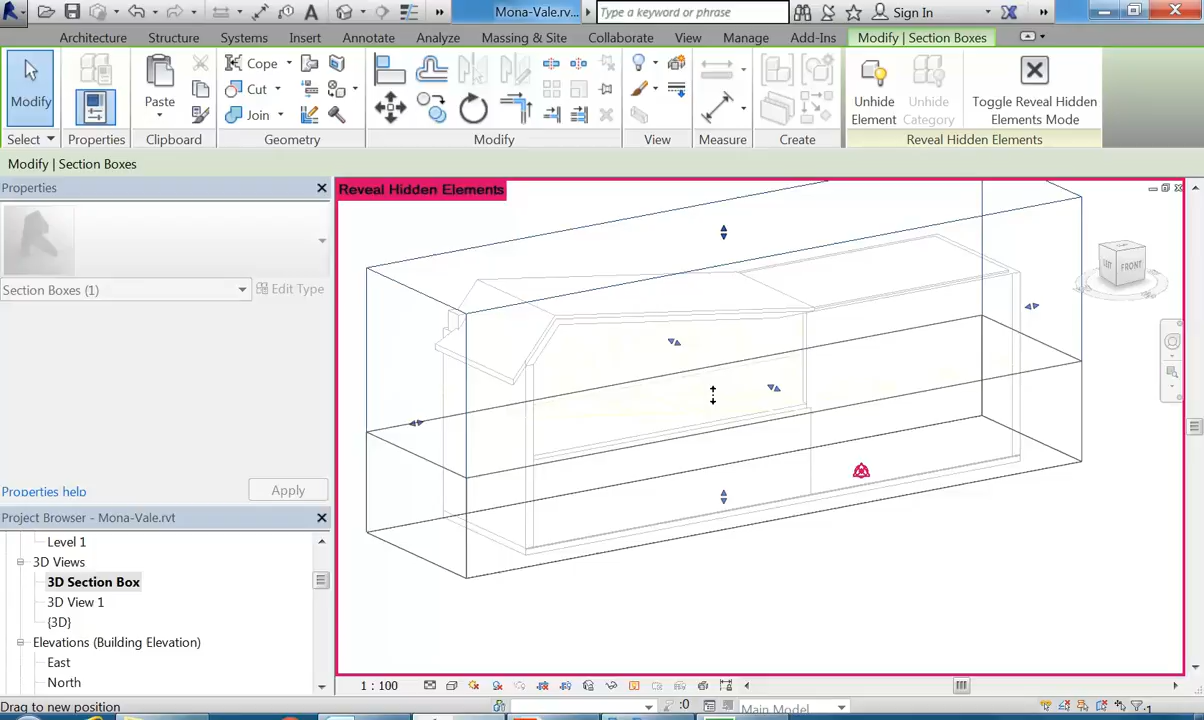 Mona-Vale.rv...
Type a keyword or phrase
Sign In
Architecture Structure Systems Insert Annotate Analyze Massing & Site Collaborate View Manage Add-Ins Modify | Section Boxes
Modify
Select
Properties
Paste
Clipboard
Cope
Cut
Join
Geometry
Modify
View
Measure
Create
Unhide Element
Unhide Category
Toggle Reveal Hidden Elements Mode
Reveal Hidden Elements
Modify | Section Boxes
Properties
Section Boxes (1)
Edit Type
Properties help
Apply
Project Browser - Mona-Vale.rvt
Level 1
3D Views
3D Section Box
3D View 1
{3D}
Elevations (Building Elevation)
East
North
Reveal Hidden Elements
LEFT
FRONT
1 : 100
Drag to new position
:0
Main Model